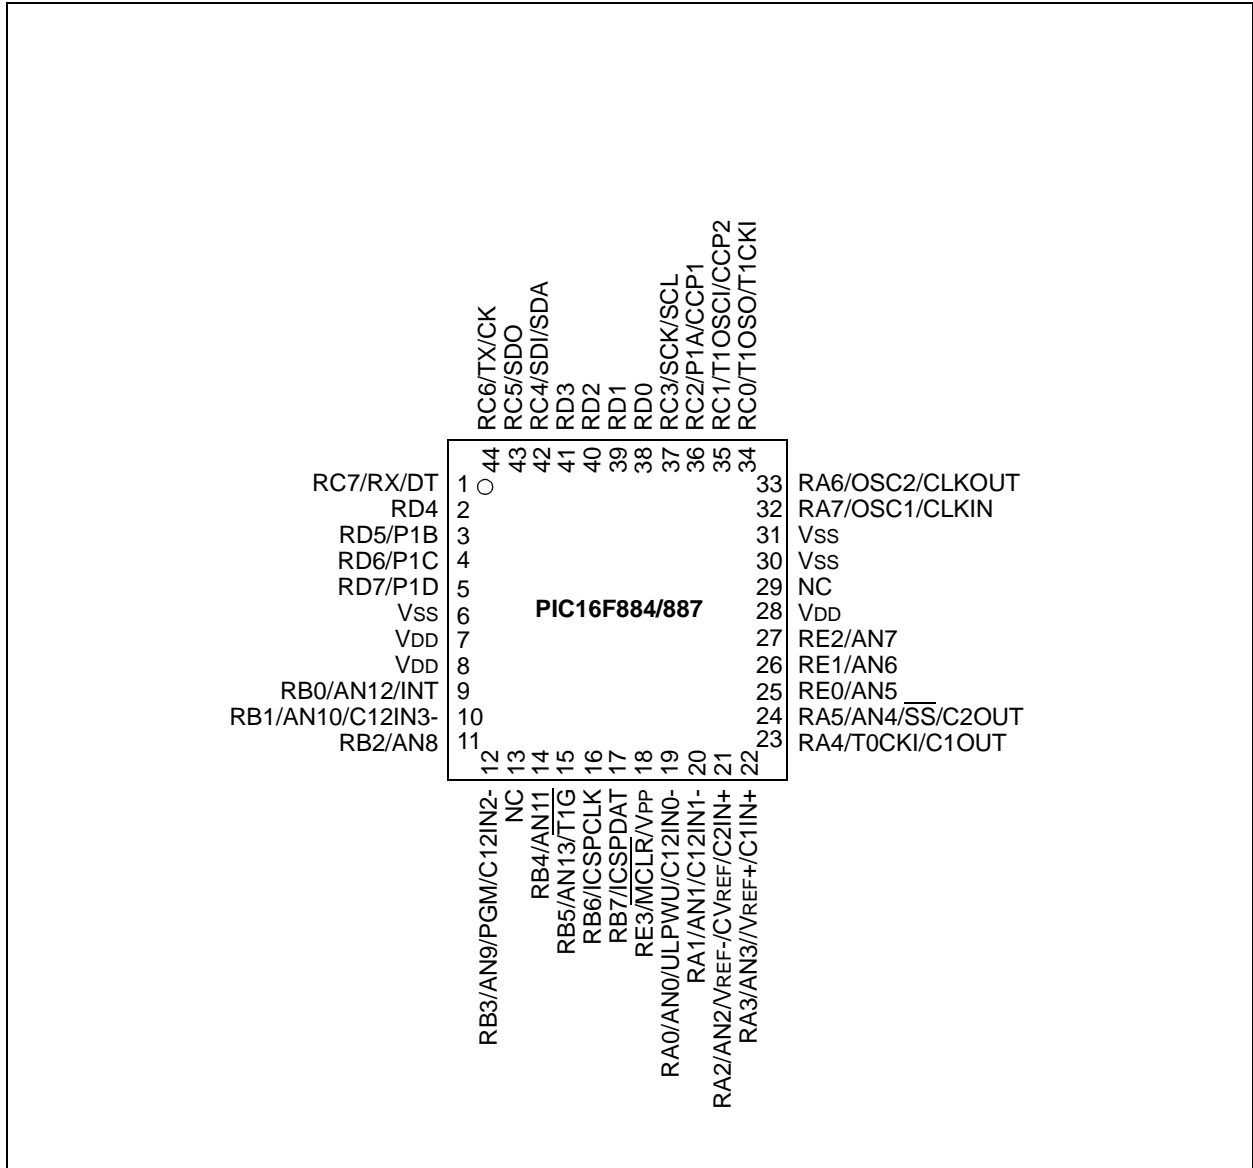 RC6/TX/CK
RC5/SDO
RC4/SDI/SDA
RD3
RD2
RD1
RD0
RC3/SCK/SCL
RC2/P1A/CCP1
RC1/T1OSCI/CCP2
RC0/T1OSO/T1CKI
44
43
42
41
40
39
38
37
36
35
34
RC7/RX/DT 1
RD4 2
RD5/P1B 3
RD6/P1C 4
RD7/P1D 5
VSS 6
VDD 7
VDD 8
RB0/AN12/INT 9
RB1/AN10/C12IN3- 10
RB2/AN8 11
PIC16F884/887
33 RA6/OSC2/CLKOUT
32 RA7/OSC1/CLKIN
31 VSS
30 VSS
29 NC
28 VDD
27 RE2/AN7
26 RE1/AN6
25 RE0/AN5
24 RA5/AN4/SS/C2OUT
23 RA4/T0CKI/C1OUT
12
13
14
15
16
17
18
19
20
21
22
RB3/AN9/PGM/C12IN2-
NC
RB4/AN11
RB5/AN13/T1G
RB6/ICSPCLK
RB7/ICSPDAT
RE3/MCLR/VPP
RA0/AN0/ULPWU/C12IN0-
RA1/AN1/C12IN1-
RA2/AN2/VREF-/CVREF/C2IN+
RA3/AN3//VREF+/C1IN+